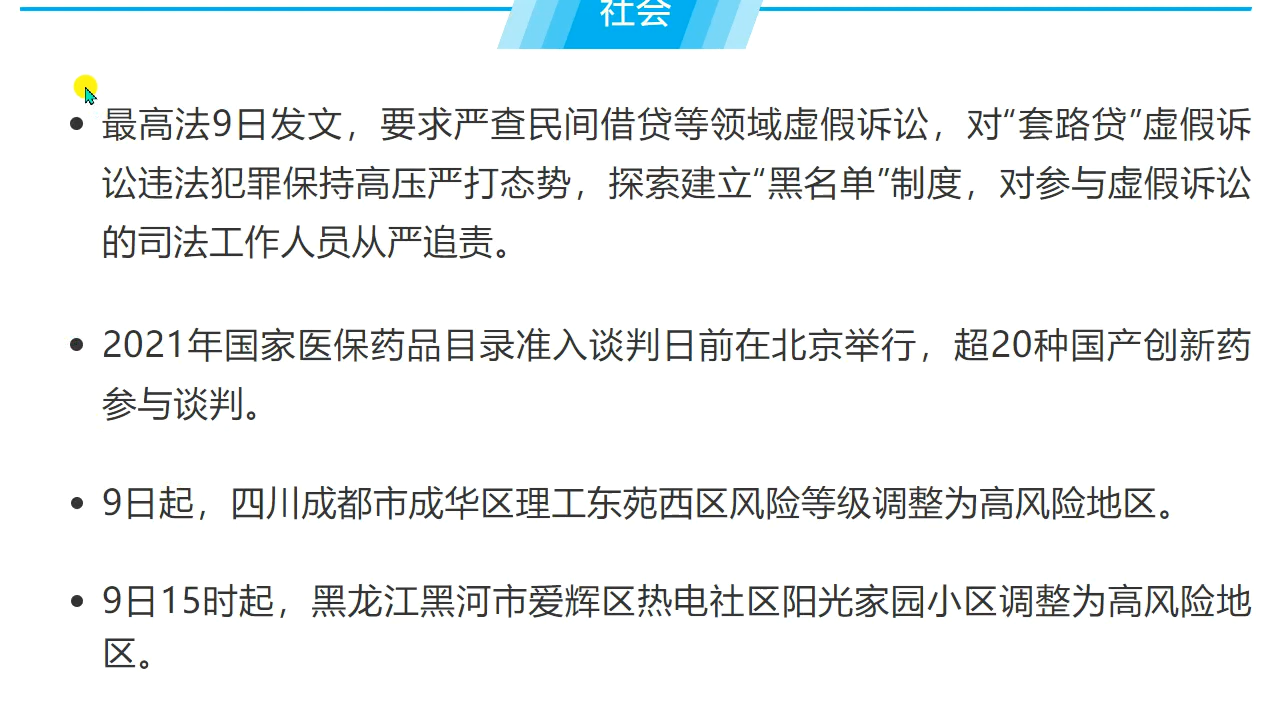 社会
最高法9日发文，要求严查民间借贷等领域虚假诉讼，对“套路贷”虚假诉
讼违法犯罪保持高压严打态势，探索建立“黑名单”制度，对参与虚假诉讼
的司法工作人员从严追责。
2021年国家医保药品目录准入谈判日前在北京举行，超20种国产创新药
参与谈判。
9日起，四川成都市成华区理工东苑西区风险等级调整为高风险地区。
9日15时起，黑龙江黑河市爱辉区热电社区阳光家园小区调整为高风险地
区。